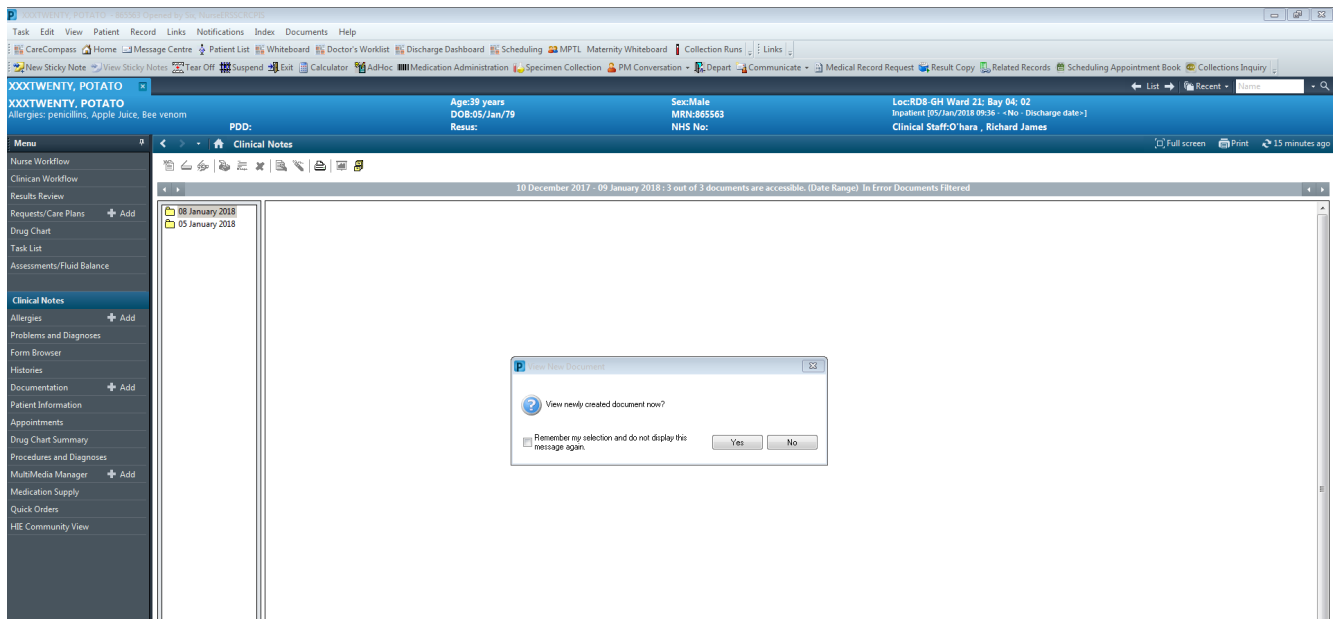 XXXTWENTY, POTATO - 865563 Opened by
Task Edit View Patient Record Links Notifications Index Documents Help
CareCompass Home Message Centre Patient List Whiteboard Doctor's Worklist Discharge Dashboard Scheduling MPTL Maternity Whiteboard Collection Runs Links
New Sticky Note View Sticky Notes Tear Off Suspend Exit Calculator AdHoc Medication Administration Specimen Collection PM Conversation Depart Communicate Medical Record Request Result Copy Related Records Scheduling Appointment Book Collections Inquiry
XXXTWENTY, POTATO List Recent Name
XXXTWENTY, POTATO Age:39 years Sex:Male Loc:RD8-GH Ward 21; Bay 04; 02
Allergies: penicillins, Apple Juice, Bee venom DOB:05/Jan/79 MRN:865563 Inpatient [05/Jan/2018 09:36 - <No - Discharge date>]
PDD: Resus: NHS No: Clinical Staff:O'hara , Richard James
Menu Clinical Notes Full screen Print 15 minutes ago
10 December 2017 - 09 January 2018 : 3 out of 3 documents are accessible. (Date Range) In Error Documents Filtered
Nurse Workflow
Clinican Workflow
Results Review
Requests/Care Plans Add
Drug Chart
Task List
Assessments/Fluid Balance
Clinical Notes
Allergies Add
Problems and Diagnoses
Form Browser
Histories
Documentation Add
Patient Information
Appointments
Drug Chart Summary
Procedures and Diagnoses
MultiMedia Manager Add
Medication Supply
Quick Orders
HIE Community View
08 January 2018
05 January 2018
View New Document
View newly created document now?
Remember my selection and do not display this
message again.
Yes No